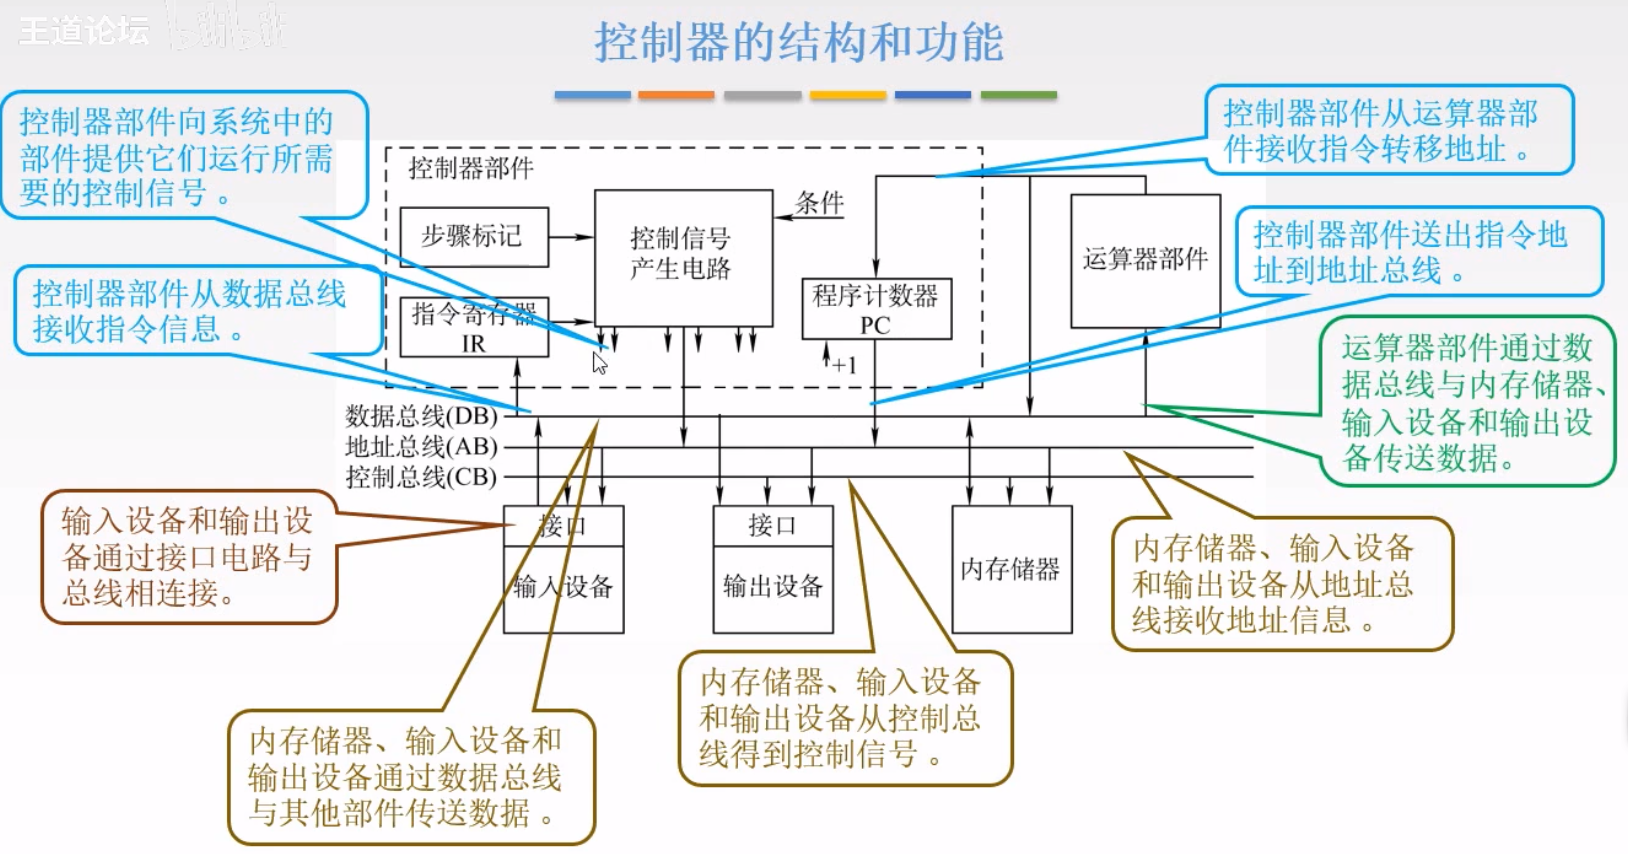 王道论坛 bilibili
控制器的结构和功能
控制器部件向系统中的
部件提供它们运行所需
要的控制信号。
控制器部件从数据总线
接收指令信息。
控制器部件
步骤标记
指令寄存器
IR
控制信号
产生电路
条件
程序计数器
PC
+1
运算器部件
控制器部件从运算器部
件接收指令转移地址。
控制器部件送出指令地
址到地址总线。
运算器部件通过数
据总线与内存储器、
输入设备和输出设
备传送数据。
数据总线(DB)
地址总线(AB)
控制总线(CB)
输入设备和输出设
备通过接口电路与
总线相连接。
接口
输入设备
接口
输出设备
内存储器
内存储器、输入设备
和输出设备从地址总
线接收地址信息。
内存储器、输入设备
和输出设备从控制总
线得到控制信号。
内存储器、输入设备和
输出设备通过数据总线
与其他部件传送数据。